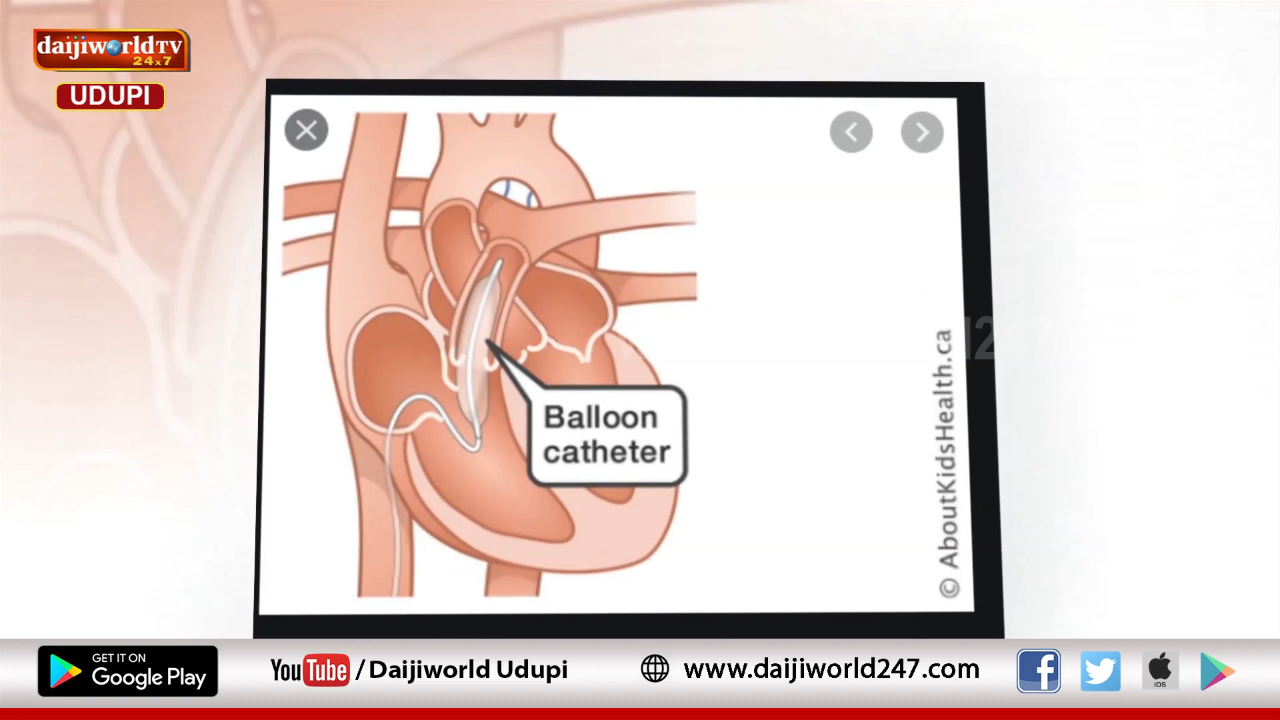 daijiworldTV
24x7
UDUPI
Balloon
catheter
© AboutKidsHealth.ca
124
GET IT ON
Google Play
YouTube / Daijiworld Udupi
www.daijiworld247.com
iOS